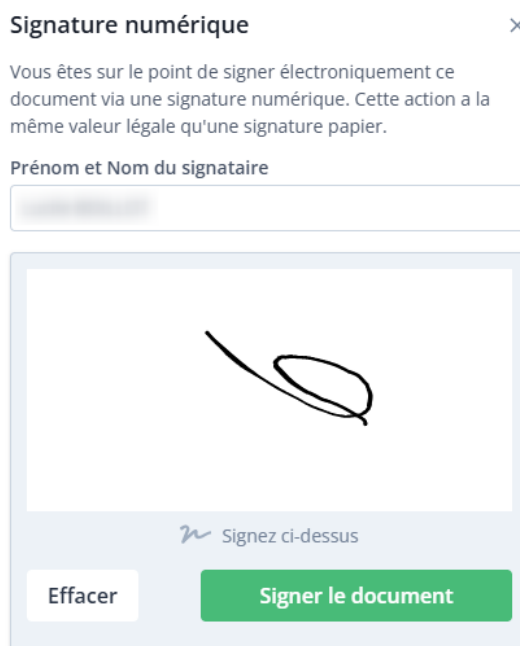 Signature numérique
Vous êtes sur le point de signer électroniquement ce
document via une signature numérique. Cette action a la
même valeur légale qu'une signature papier.
Prénom et Nom du signataire
Signez ci-dessus
Effacer
Signer le document